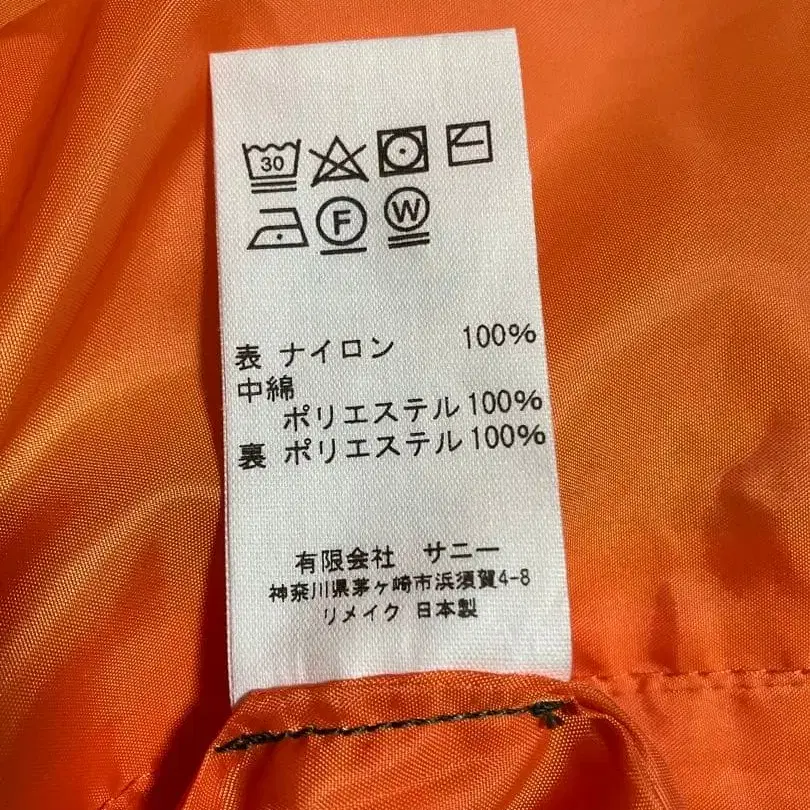 30
F W
表 ナイロン 100%
中綿
ポリエステル 100%
裏 ポリエステル 100%
有限会社 サニー
神奈川県茅ヶ崎市浜須賀4-8
リメイク 日本製